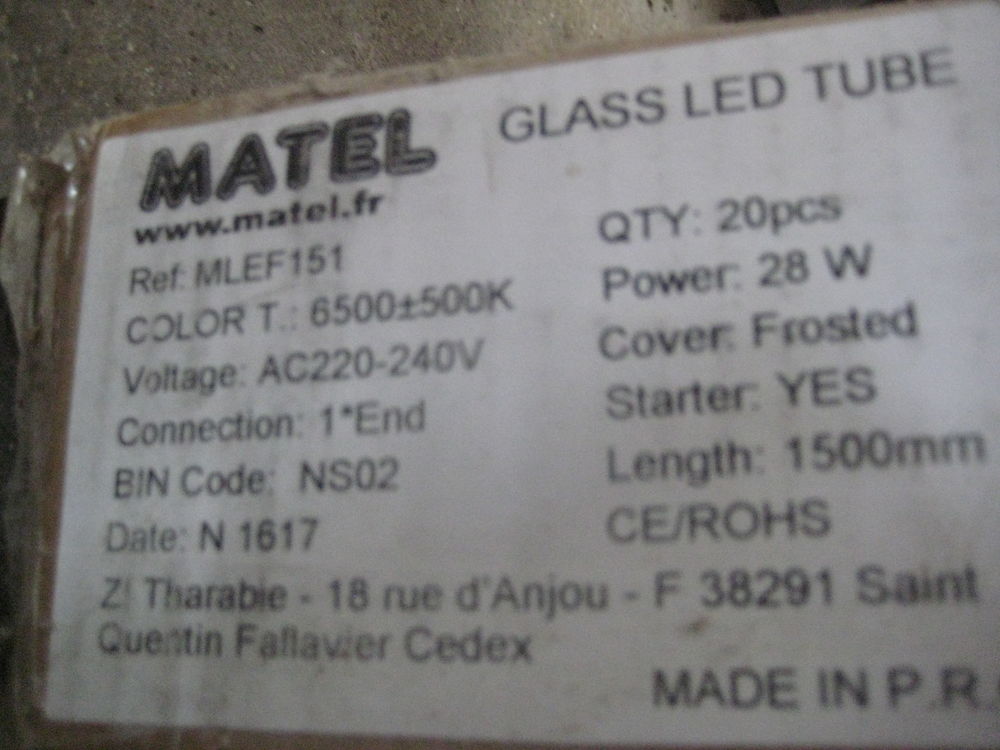 MATEL GLASS LED TUBE
www.matel.fr
Ref: MLEF151
COLOR T.: 6500±500K
Voltage: AC220-240V
Connection: 1*End
BIN Code: NS02
Date: N 1617
QTY: 20pcs
Power: 28 W
Cover: Frosted
Starter: YES
Length: 1500mm
CE/ROHS
ZI Tharabie - 18 rue d'Anjou - F 38291 Saint
Quentin Fallavier Cedex
MADE IN P.R.